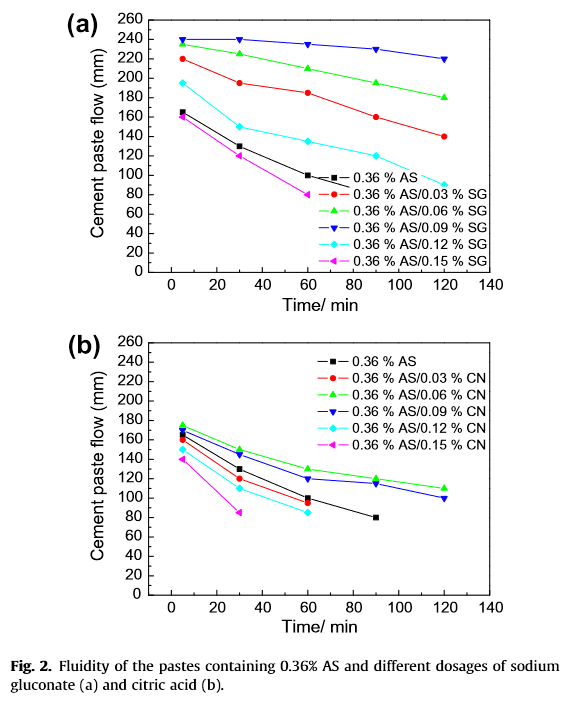 (a)
260
240
220
200
180
160
140
120
100
80
60
40
20
0
Cement paste flow (mm)
0.36 % AS
0.36 % AS/0.03 % SG
0.36 % AS/0.06 % SG
0.36 % AS/0.09 % SG
0.36 % AS/0.12 % SG
0.36 % AS/0.15 % SG
0 20 40 60 80 100 120 140
Time/ min
(b)
260
240
220
200
180
160
140
120
100
80
60
40
20
0
Cement paste flow (mm)
0.36 % AS
0.36 % AS/0.03 % CN
0.36 % AS/0.06 % CN
0.36 % AS/0.09 % CN
0.36 % AS/0.12 % CN
0.36 % AS/0.15 % CN
0 20 40 60 80 100 120 140
Time/ min
Fig. 2. Fluidity of the pastes containing 0.36% AS and different dosages of sodium
gluconate (a) and citric acid (b).